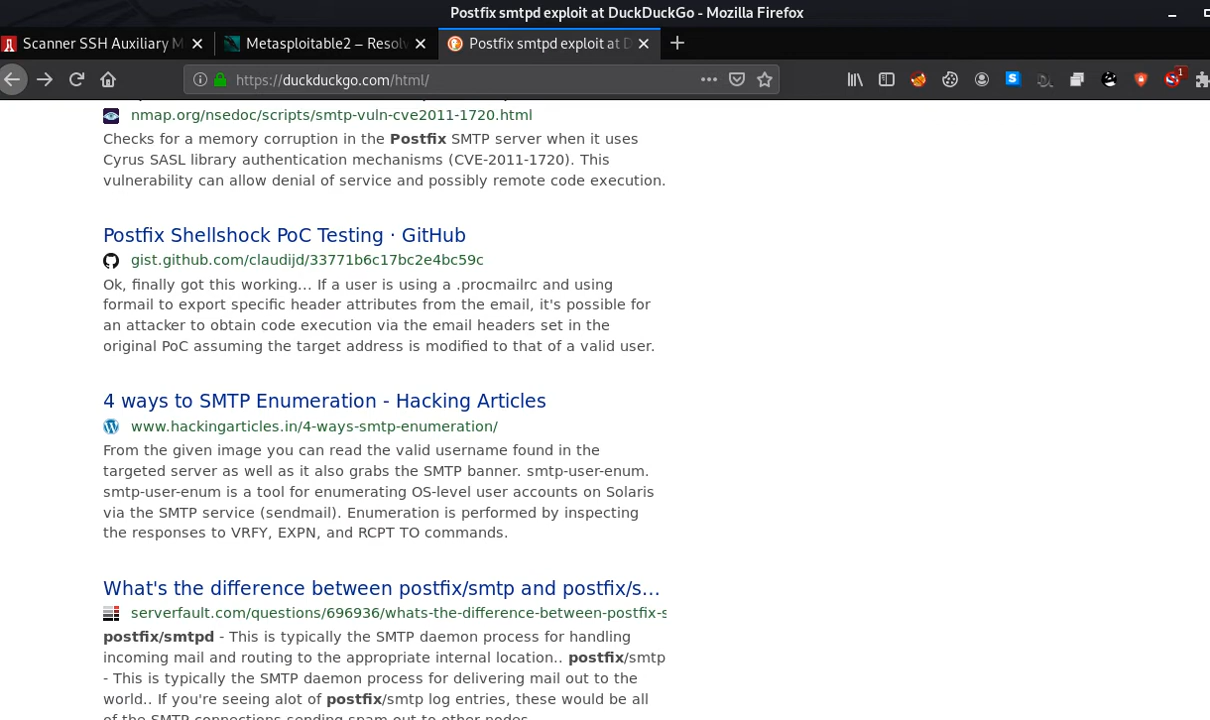 Postfix smtpd exploit at DuckDuckGo - Mozilla Firefox
Scanner SSH Auxiliary M
Metasploitable2 – Resolv
Postfix smtpd exploit at D
https://duckduckgo.com/html/
1
nmap.org/nsedoc/scripts/smtp-vuln-cve2011-1720.html
Checks for a memory corruption in the Postfix SMTP server when it uses
Cyrus SASL library authentication mechanisms (CVE-2011-1720). This
vulnerability can allow denial of service and possibly remote code execution.
Postfix Shellshock PoC Testing · GitHub
gist.github.com/claudijd/33771b6c17bc2e4bc59c
Ok, finally got this working... If a user is using a .procmailrc and using
formail to export specific header attributes from the email, it's possible for
an attacker to obtain code execution via the email headers set in the
original PoC assuming the target address is modified to that of a valid user.
4 ways to SMTP Enumeration - Hacking Articles
www.hackingarticles.in/4-ways-smtp-enumeration/
From the given image you can read the valid username found in the
targeted server as well as it also grabs the SMTP banner. smtp-user-enum.
smtp-user-enum is a tool for enumerating OS-level user accounts on Solaris
via the SMTP service (sendmail). Enumeration is performed by inspecting
the responses to VRFY, EXPN, and RCPT TO commands.
What's the difference between postfix/smtp and postfix/s...
serverfault.com/questions/696936/whats-the-difference-between-postfix-s
postfix/smtpd - This is typically the SMTP daemon process for handling
incoming mail and routing to the appropriate internal location.. postfix/smtp
- This is typically the SMTP daemon process for delivering mail out to the
world.. If you're seeing alot of postfix/smtp log entries, these would be all
of the SMTP connections sending spam out to other nodes.